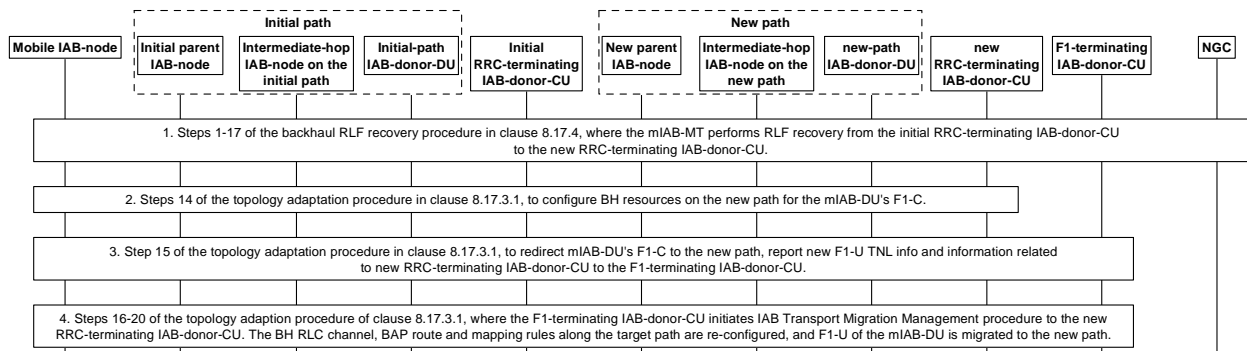 Initial path
New path
Mobile IAB-node
Initial parent
IAB-node
Intermediate-hop
IAB-node on the
initial path
Initial-path
IAB-donor-DU
Initial
RRC-terminating
IAB-donor-CU
New parent
IAB-node
Intermediate-hop
IAB-node on the
new path
new-path
IAB-donor-DU
new
RRC-terminating
IAB-donor-CU
F1-terminating
IAB-donor-CU
NGC
1. Steps 1-17 of the backhaul RLF recovery procedure in clause 8.17.4, where the mIAB-MT performs RLF recovery from the initial RRC-terminating IAB-donor-CU
to the new RRC-terminating IAB-donor-CU.
2. Steps 14 of the topology adaptation procedure in clause 8.17.3.1, to configure BH resources on the new path for the mIAB-DU's F1-C.
3. Step 15 of the topology adaptation procedure in clause 8.17.3.1, to redirect mIAB-DU's F1-C to the new path, report new F1-U TNL info and information related
to new RRC-terminating IAB-donor-CU to the F1-terminating IAB-donor-CU.
4. Steps 16-20 of the topology adaption procedure of clause 8.17.3.1, where the F1-terminating IAB-donor-CU initiates IAB Transport Migration Management procedure to the new
RRC-terminating IAB-donor-CU. The BH RLC channel, BAP route and mapping rules along the target path are re-configured, and F1-U of the mIAB-DU is migrated to the new path.